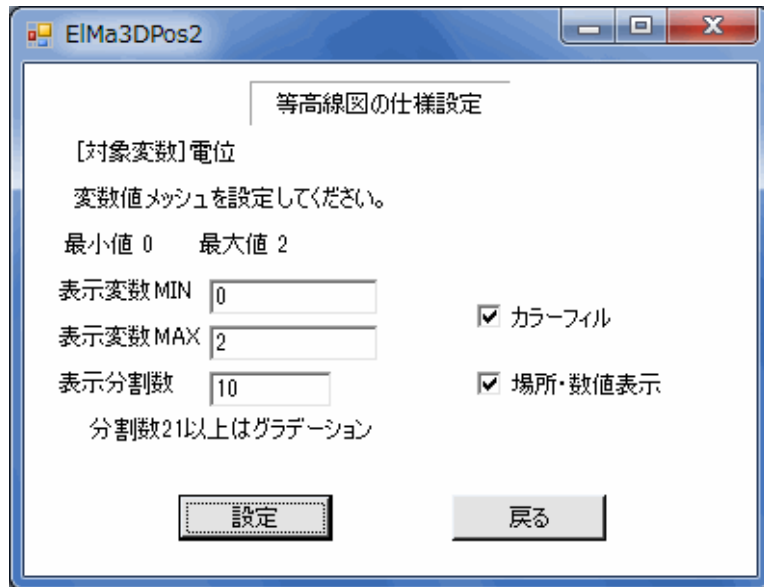 ElMa3DPos2
等高線図の仕様設定
[対象変数]電位
変数値メッシュを設定してください。
最小値 0 最大値 2
表示変数MIN 0
表示変数MAX 2
カラーフィル
表示分割数 10
場所・数値表示
分割数21以上はグラデーション
設定 戻る